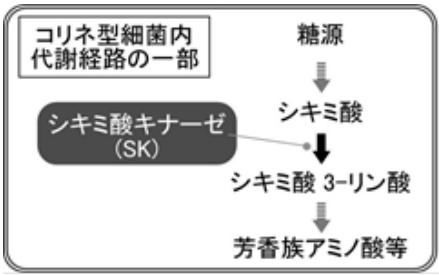 コリネ型細菌内
代謝経路の一部
糖源
シキミ酸
シキミ酸キナーゼ
(SK)
シキミ酸 3-リン酸
芳香族アミノ酸等